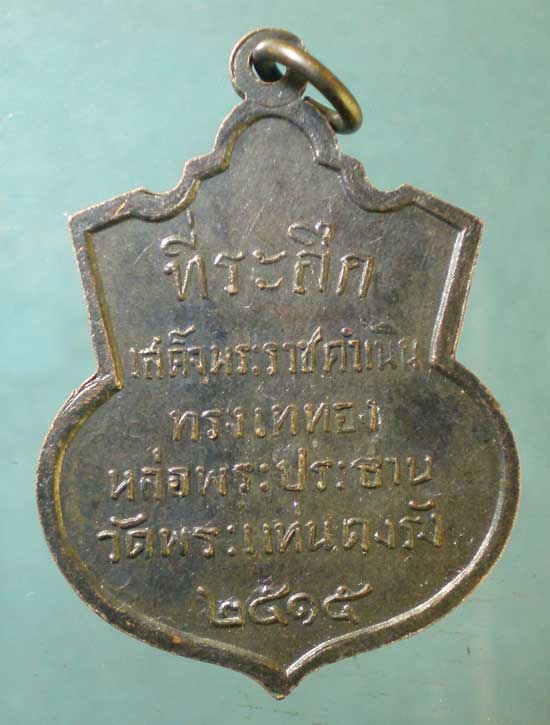 ที่ระลึก
เสด็จพระราชดำเนิน
ทรงเททอง
หล่อพระประธาน
วัดพระแท่นดงรัง
๒๕๑๕